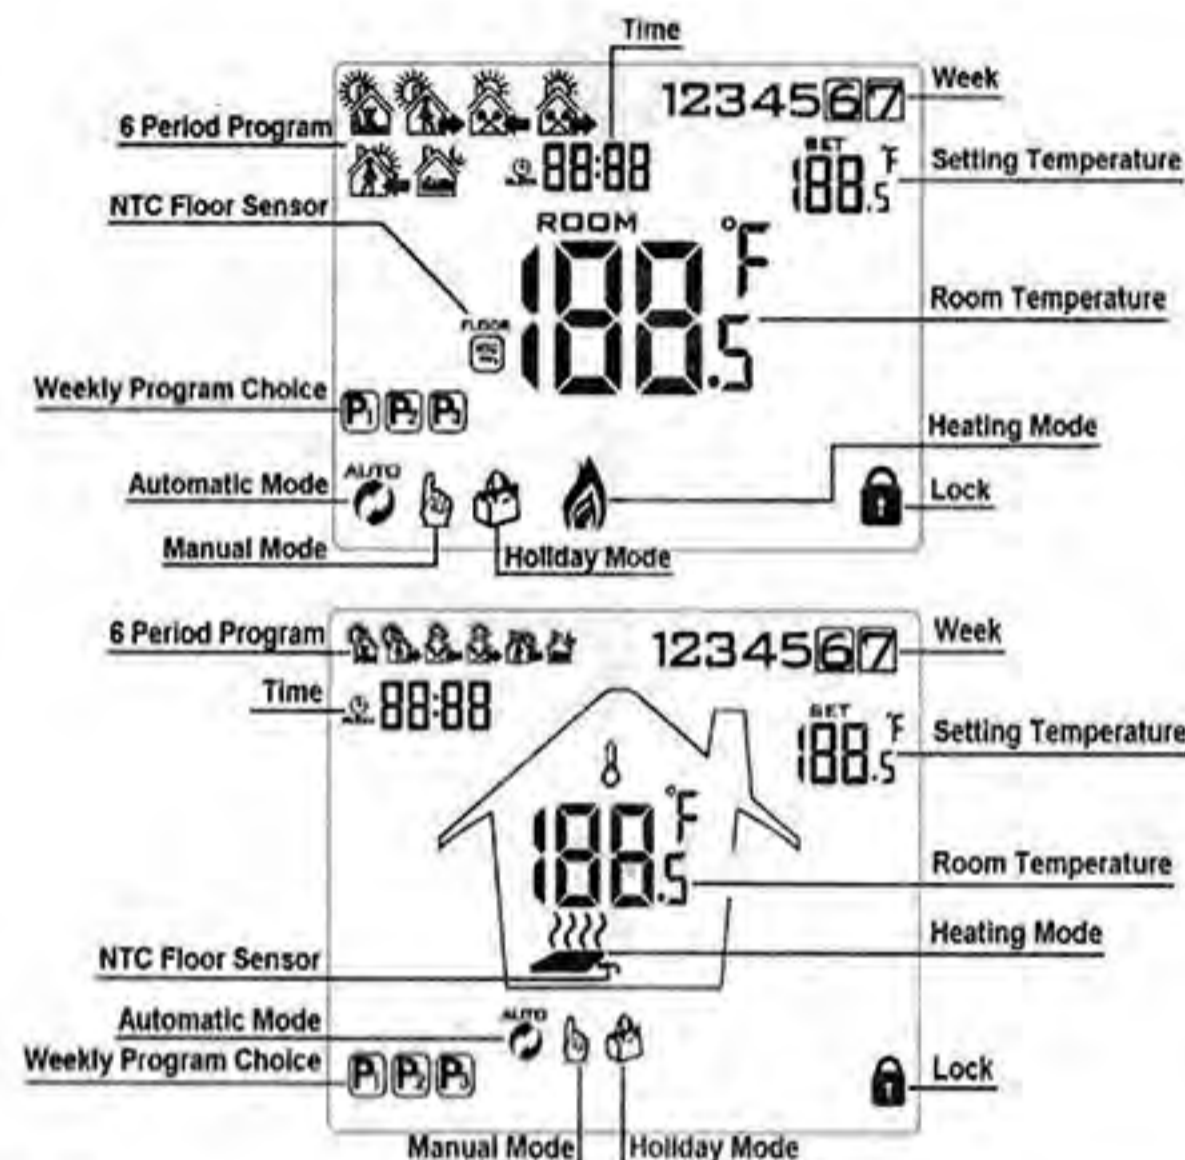 Time
1234567
Week
6 Period Program
88:88
SET
188.5 °F
Setting Temperature
NTC Floor Sensor
ROOM
188.5 °F
Room Temperature
FLOOR
NTC
Weekly Program Choice
P1 P2 P3
Heating Mode
AUTO
Automatic Mode
Lock
Manual Mode
Holiday Mode
6 Period Program
1234567
Week
Time
88:88
SET
188.5 °F
Setting Temperature
188.5 °F
Room Temperature
Heating Mode
NTC Floor Sensor
AUTO
Automatic Mode
Weekly Program Choice
P1 P2 P3
Lock
Manual Mode
Holiday Mode